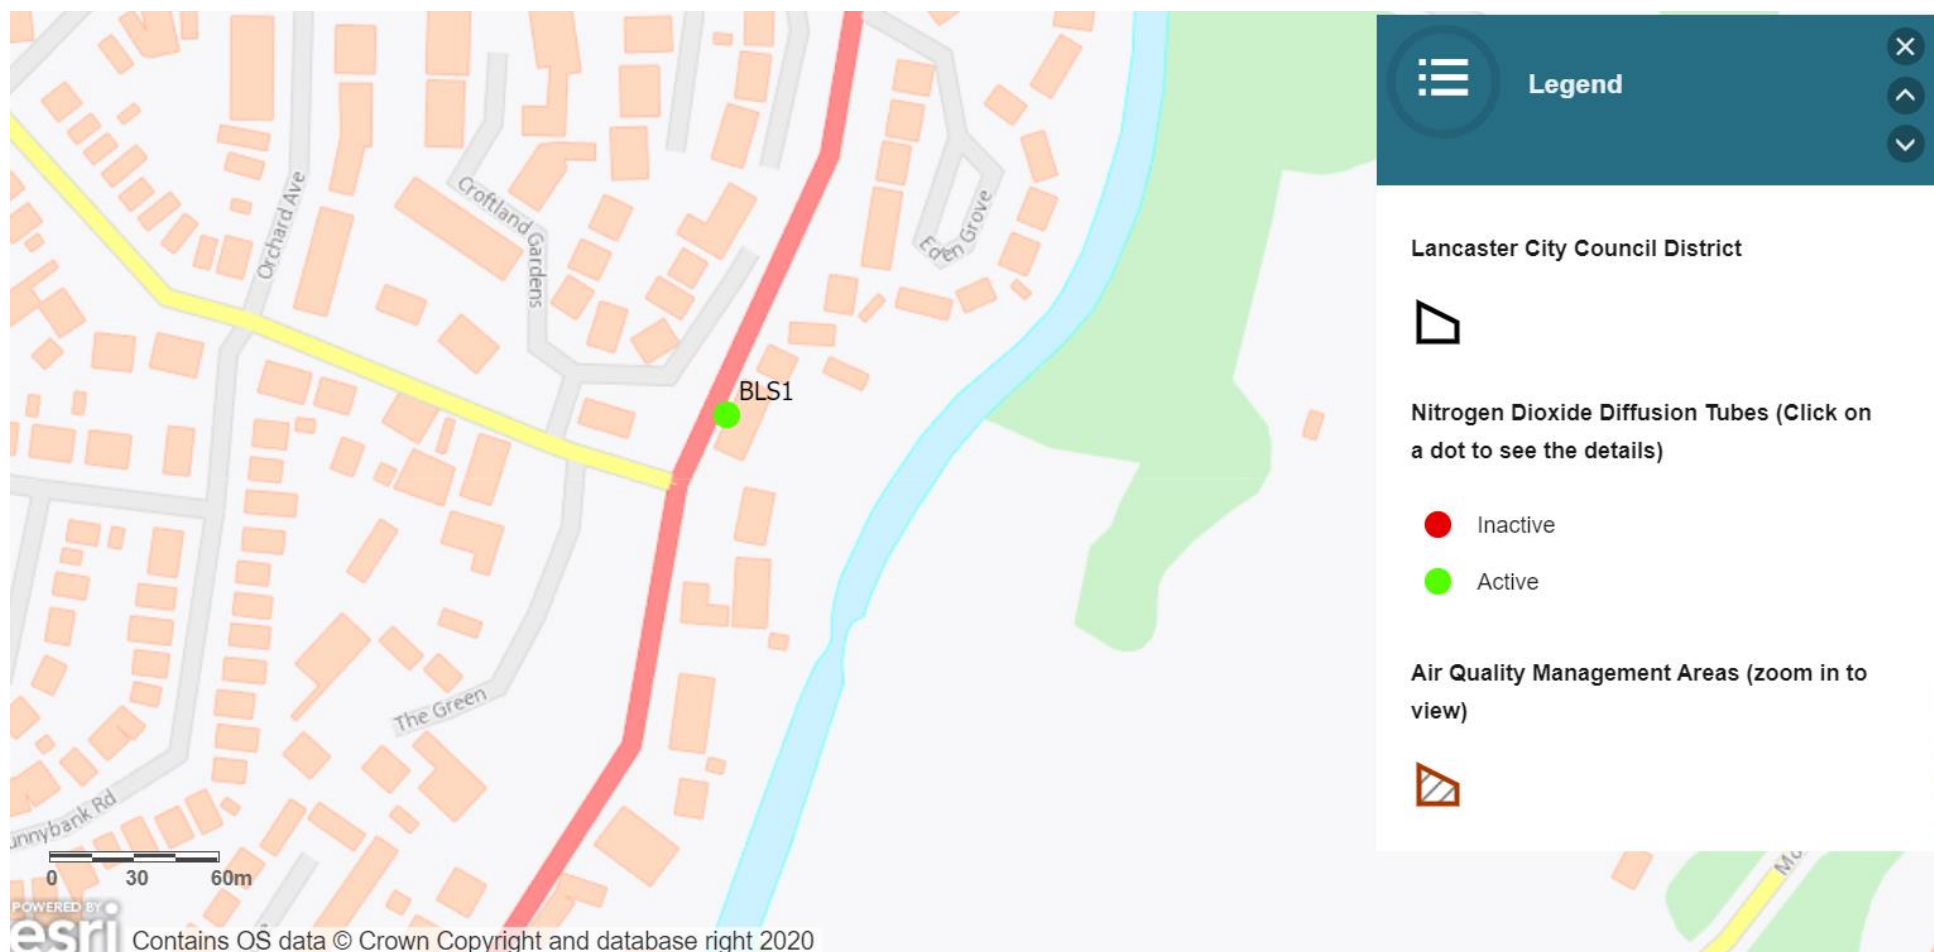 Orchard Ave
Croftland Gardens
Eden Grove
BLS1
The Green
unnybank Rd
0 30 60m
POWERED BY
esri
Contains OS data © Crown Copyright and database right 2020
Legend
Lancaster City Council District
Nitrogen Dioxide Diffusion Tubes (Click on
a dot to see the details)
Inactive
Active
Air Quality Management Areas (zoom in to
view)